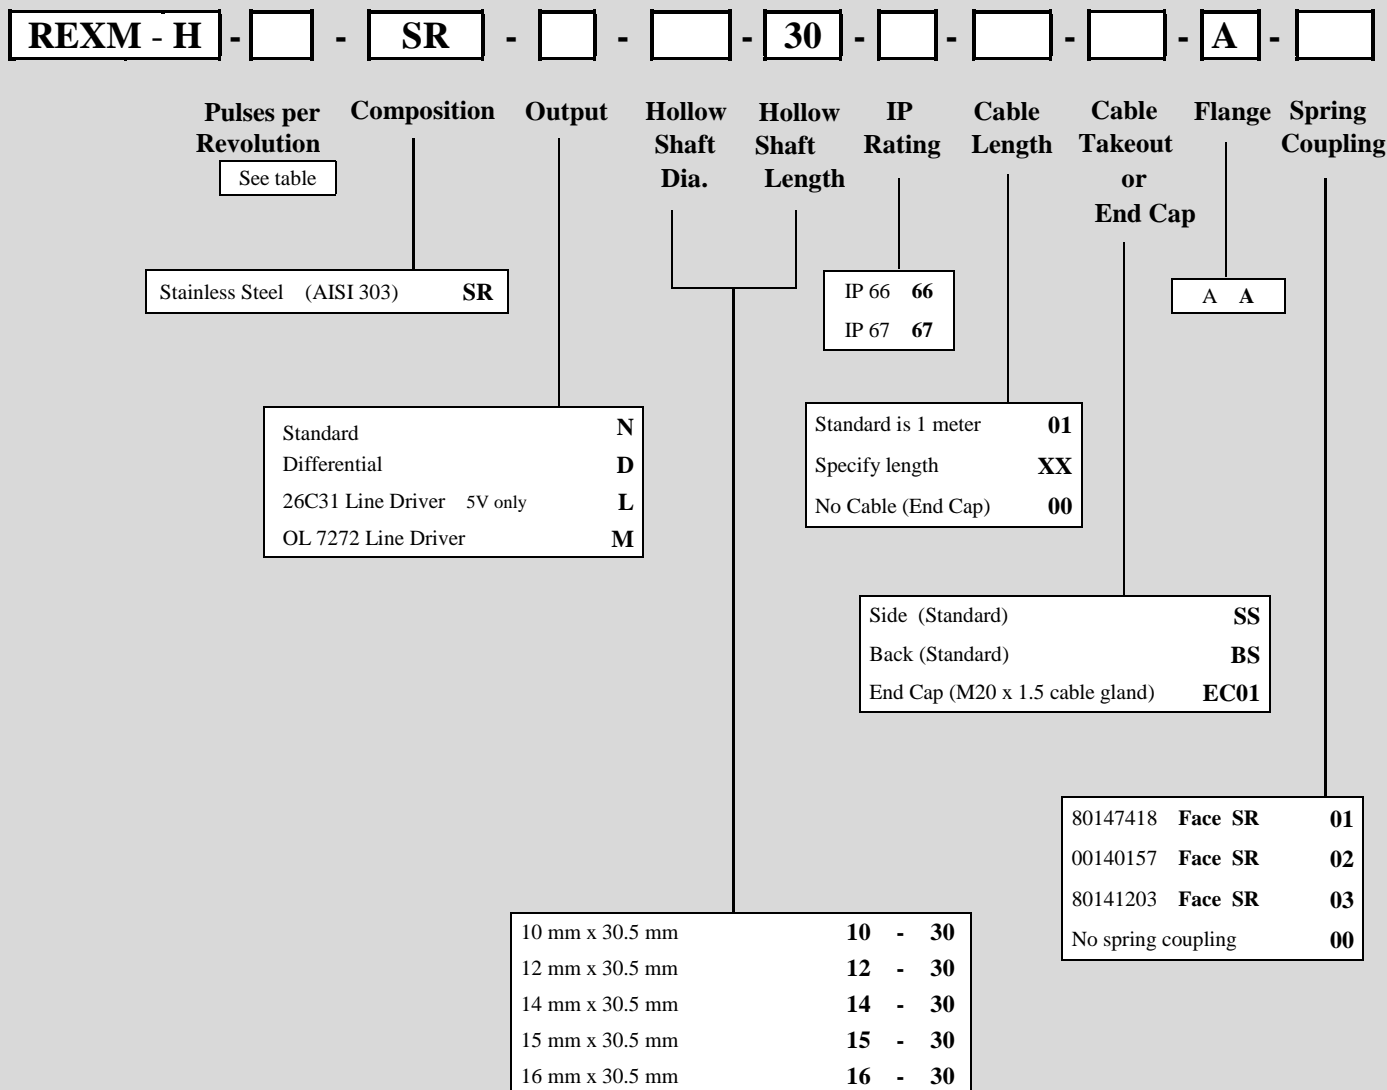 REXM - H - - SR - - - 30 - - - - A -
Pulses per Revolution
See table
Composition
Output
Hollow Shaft Dia.
Hollow Shaft Length
IP Rating
Cable Length
Cable Takeout or End Cap
Flange
Spring Coupling
Stainless Steel (AISI 303) SR
IP 66 66
IP 67 67
A A
Standard N
Differential D
26C31 Line Driver 5V only L
OL 7272 Line Driver M
Standard is 1 meter 01
Specify length XX
No Cable (End Cap) 00
Side (Standard) SS
Back (Standard) BS
End Cap (M20 x 1.5 cable gland) EC01
80147418 Face SR 01
00140157 Face SR 02
80141203 Face SR 03
No spring coupling 00
10 mm x 30.5 mm 10 - 30
12 mm x 30.5 mm 12 - 30
14 mm x 30.5 mm 14 - 30
15 mm x 30.5 mm 15 - 30
16 mm x 30.5 mm 16 - 30